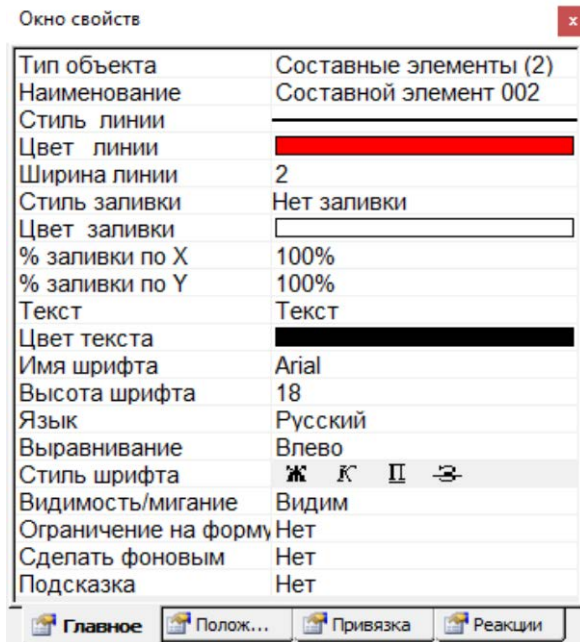 Окно свойств x
Тип объекта Составные элементы (2)
Наименование Составной элемент 002
Стиль линии
Цвет линии
Ширина линии 2
Стиль заливки Нет заливки
Цвет заливки
% заливки по X 100%
% заливки по Y 100%
Текст Текст
Цвет текста
Имя шрифта Arial
Высота шрифта 18
Язык Русский
Выравнивание Влево
Стиль шрифта Ж К П З
Видимость/мигание Видим
Ограничение на форму Нет
Сделать фоновым Нет
Подсказка Нет
Главное Полож... Привязка Реакции